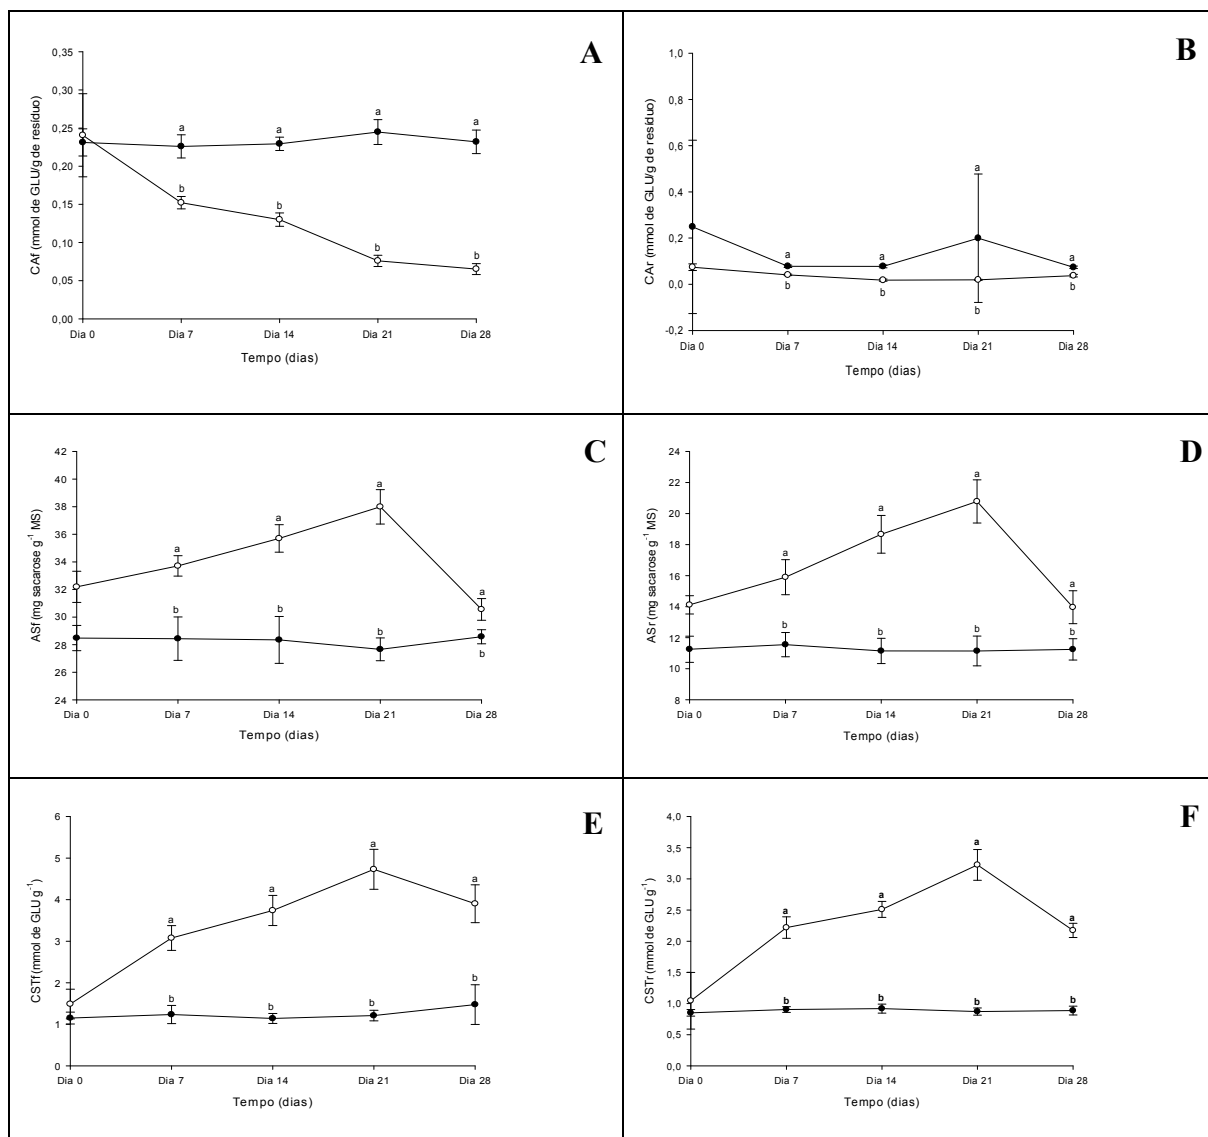 A
CAf (mmol de GLU/g de resíduo)
0,35
0,30
0,25
0,20
0,15
0,10
0,05
0,00
a a a a
b b b b
Dia 0 Dia 7 Dia 14 Dia 21 Dia 28
Tempo (dias)
B
CAr (mmol de GLU/g de resíduo)
1,0
0,8
0,6
0,4
0,2
0,0
-0,2
a a a a
b b b b
Dia 0 Dia 7 Dia 14 Dia 21 Dia 28
Tempo (dias)
C
ASf (mg sacarose g⁻¹ MS)
42
40
38
36
34
32
30
28
26
24
a a a a
b b b b
Dia 0 Dia 7 Dia 14 Dia 21 Dia 28
Tempo (dias)
D
ASr (mg sacarose g⁻¹ MS)
24
22
20
18
16
14
12
10
8
a a a a
b b b b
Dia 0 Dia 7 Dia 14 Dia 21 Dia 28
Tempo (dias)
E
CSTf (mmol de GLU g⁻¹)
6
5
4
3
2
1
0
a a a a
b b b b
Dia 0 Dia 7 Dia 14 Dia 21 Dia 28
Tempo (dias)
F
CSTr (mmol de GLU g⁻¹)
4,0
3,5
3,0
2,5
2,0
1,5
1,0
0,5
0,0
a a a a
b b b b
Dia 0 Dia 7 Dia 14 Dia 21 Dia 28
Tempo (dias)